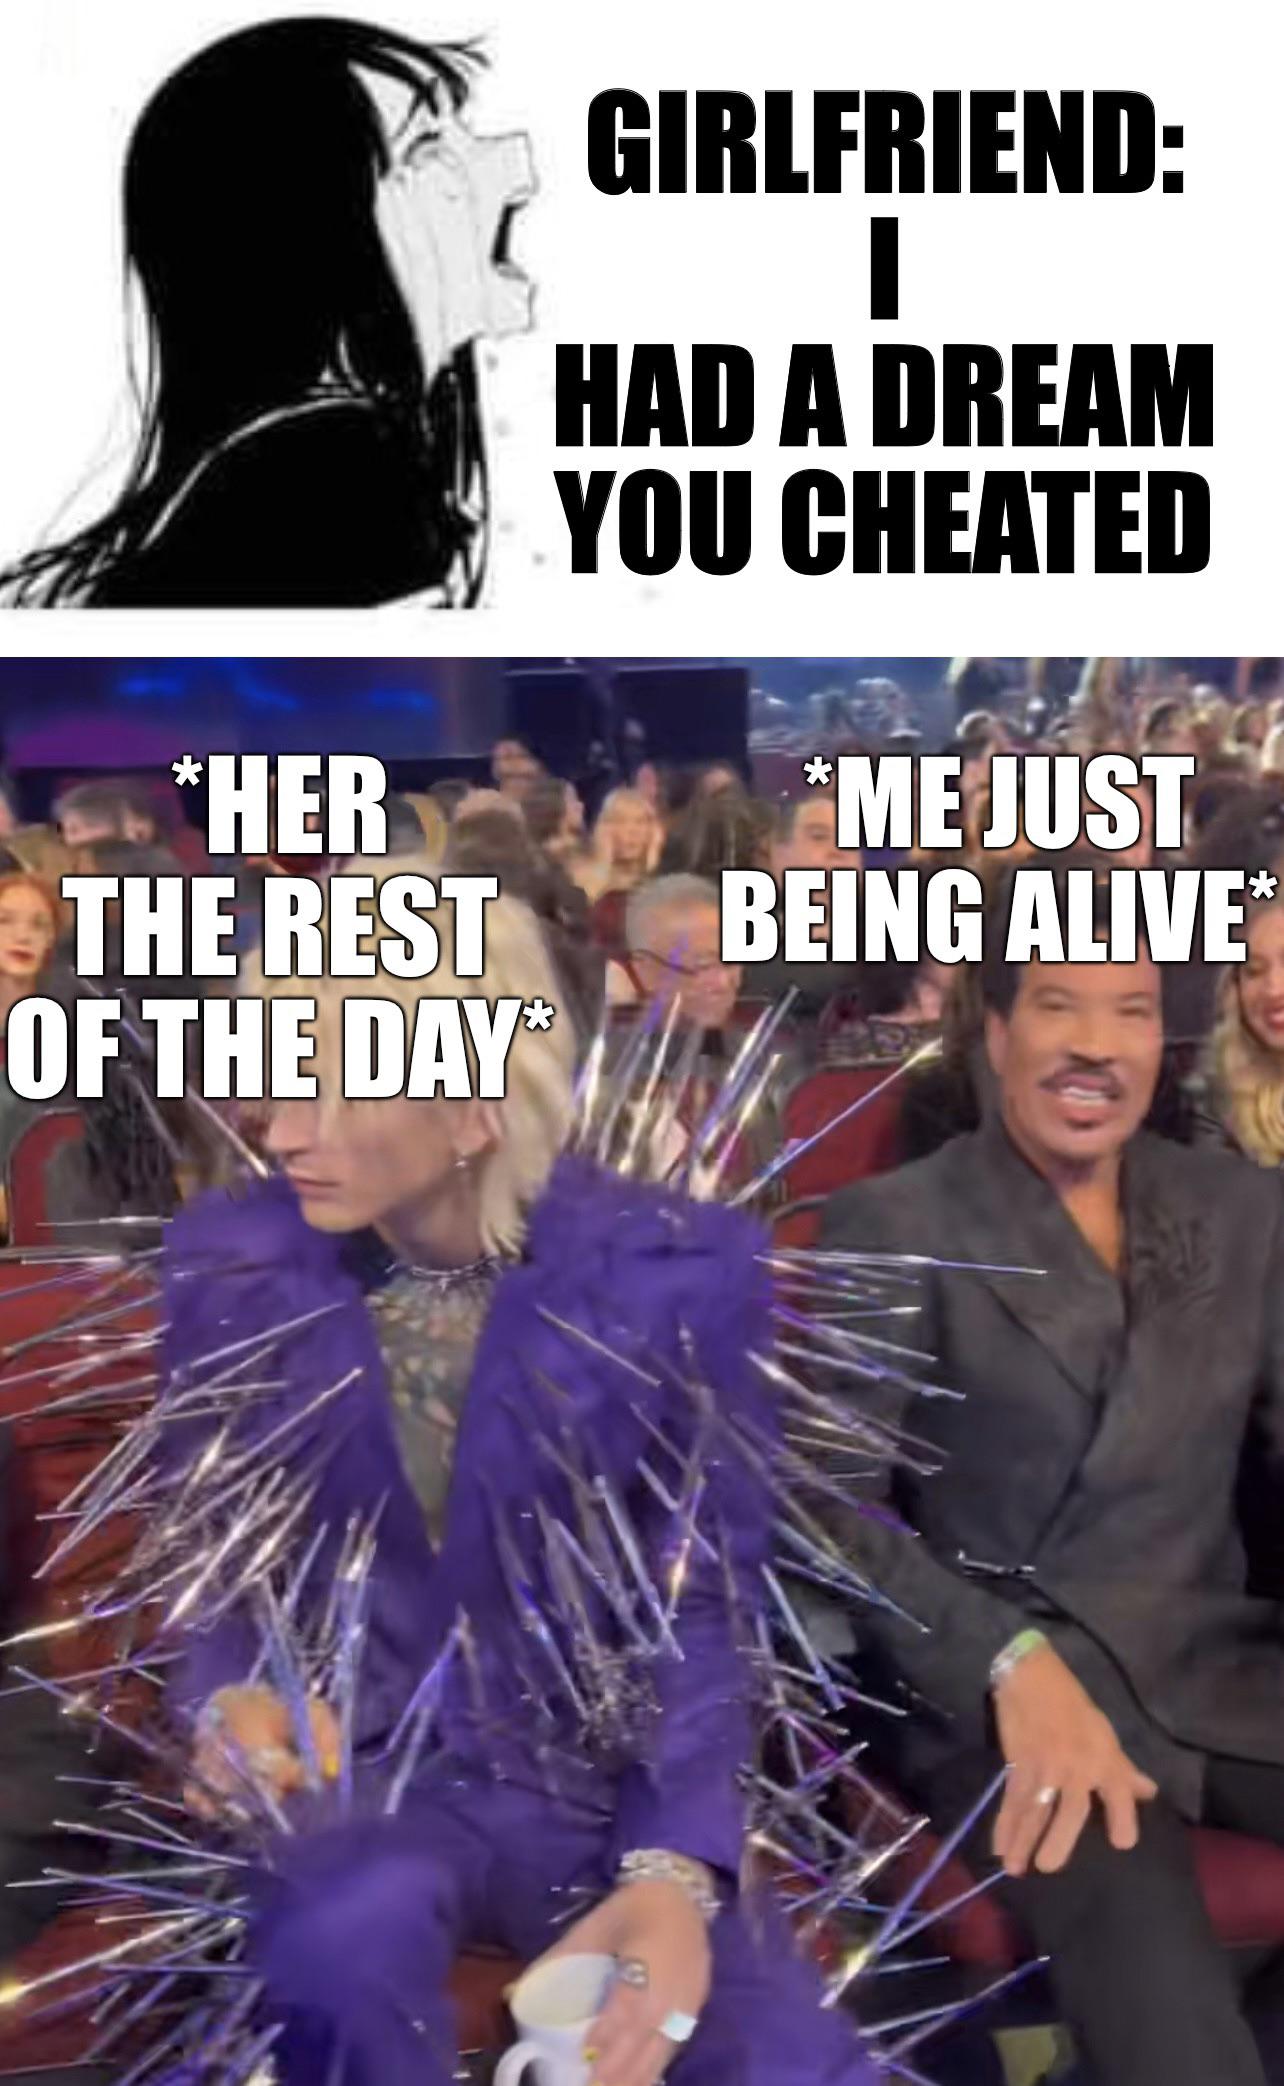 GIRLFRIEND:
I
HAD A DREAM
YOU CHEATED
*HER
THE REST
OF THE DAY*
*ME JUST
BEING ALIVE*